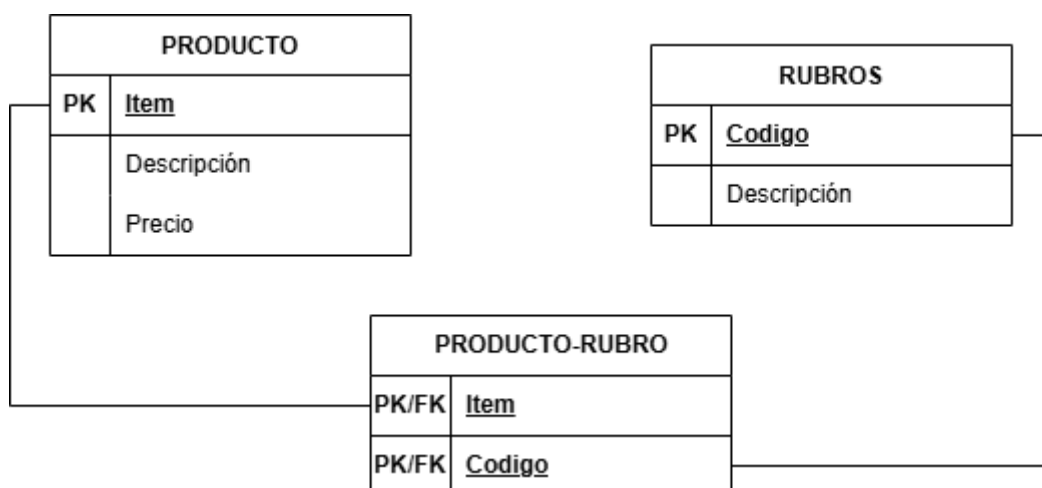 PRODUCTO
PK Item
Descripción
Precio
RUBROS
PK Codigo
Descripción
PRODUCTO-RUBRO
PK/FK Item
PK/FK Codigo